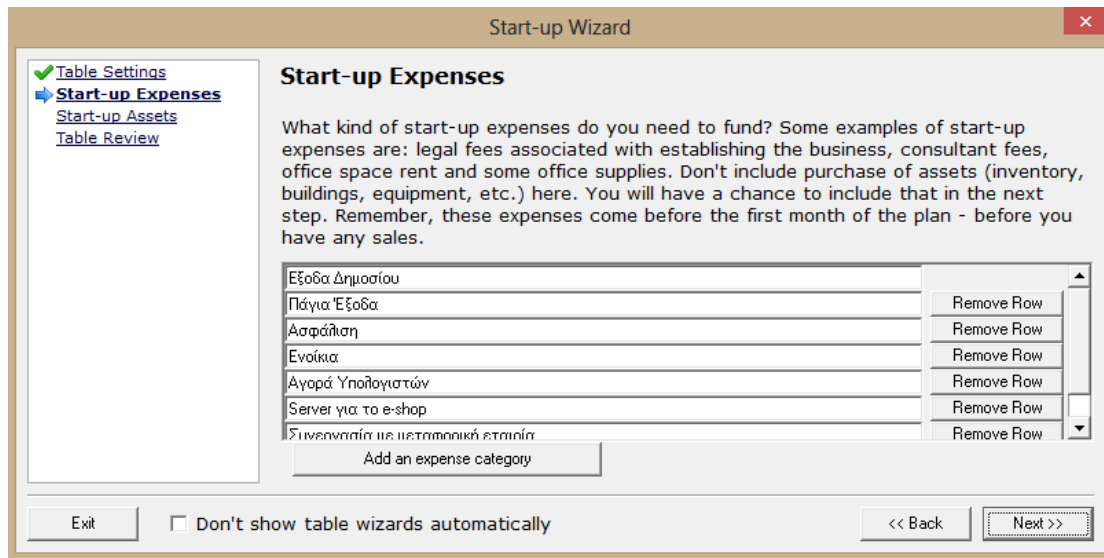 Start-up Wizard
Table Settings
Start-up Expenses
Start-up Assets
Table Review
Start-up Expenses
What kind of start-up expenses do you need to fund? Some examples of start-up
expenses are: legal fees associated with establishing the business, consultant fees,
office space rent and some office supplies. Don't include purchase of assets (inventory,
buildings, equipment, etc.) here. You will have a chance to include that in the next
step. Remember, these expenses come before the first month of the plan - before you
have any sales.
Εξοδα Δημοσίου
Πάγια Έξοδα Remove Row
Ασφάλιση Remove Row
Ενοίκια Remove Row
Αγορά Υπολογιστών Remove Row
Server για το e-shop Remove Row
Συνεργασία με μεταφορική εταιρία Remove Row
Add an expense category
Exit Don't show table wizards automatically << Back Next >>